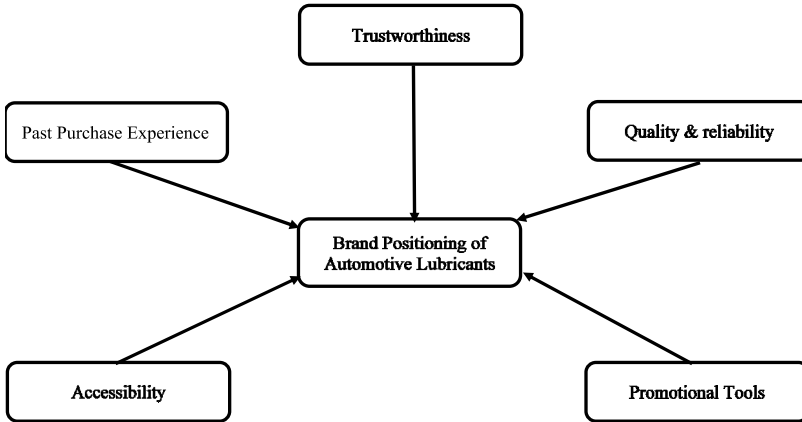 Trustworthiness
Past Purchase Experience
Quality & reliability
Brand Positioning of
Automotive Lubricants
Accessibility
Promotional Tools